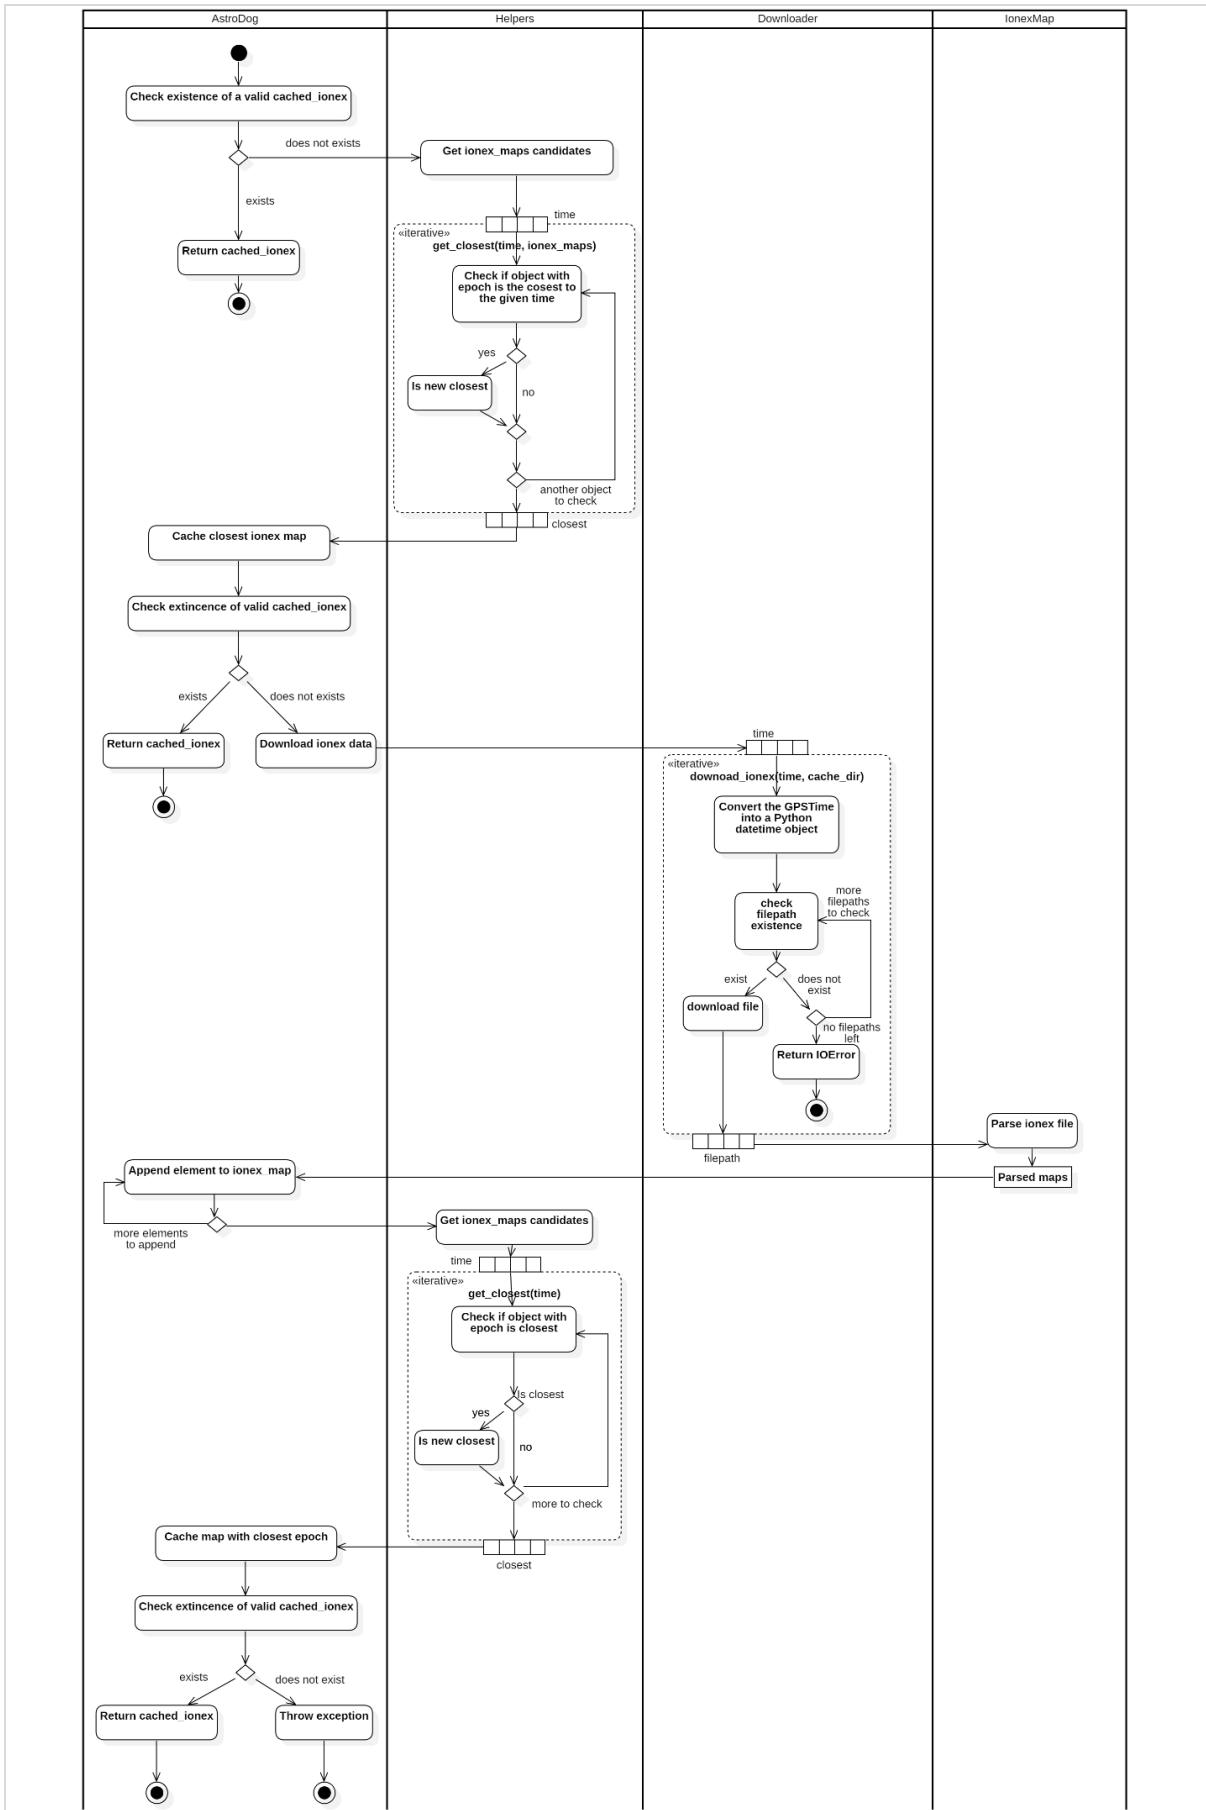 AstroDog
Helpers
Downloader
IonexMap
Check existence of a valid cached_ionex
does not exists
Get ionex_maps candidates
exists
time
«iterative»
get_closest(time, ionex_maps)
Return cached_ionex
Check if object with
epoch is the cosest to
the given time
yes
Is new closest
no
another object
to check
closest
Cache closest ionex map
Check extincence of valid cached_ionex
exists
does not exists
Return cached_ionex
Download ionex data
time
«iterative»
downoad_ionex(time, cache_dir)
Convert the GPSTime
into a Python
datetime object
more
filepaths
to check
check
filepath
existence
exist
does not
exist
download file
no filepaths
left
Return IOError
filepath
Parse ionex file
Parsed maps
Append element to ionex_map
more elements
to append
Get ionex_maps candidates
time
«iterative»
get_closest(time)
Check if object with
epoch is closest
Is closest
yes
Is new closest
no
more to check
closest
Cache map with closest epoch
Check extincence of valid cached_ionex
exists
does not exist
Return cached_ionex
Throw exception